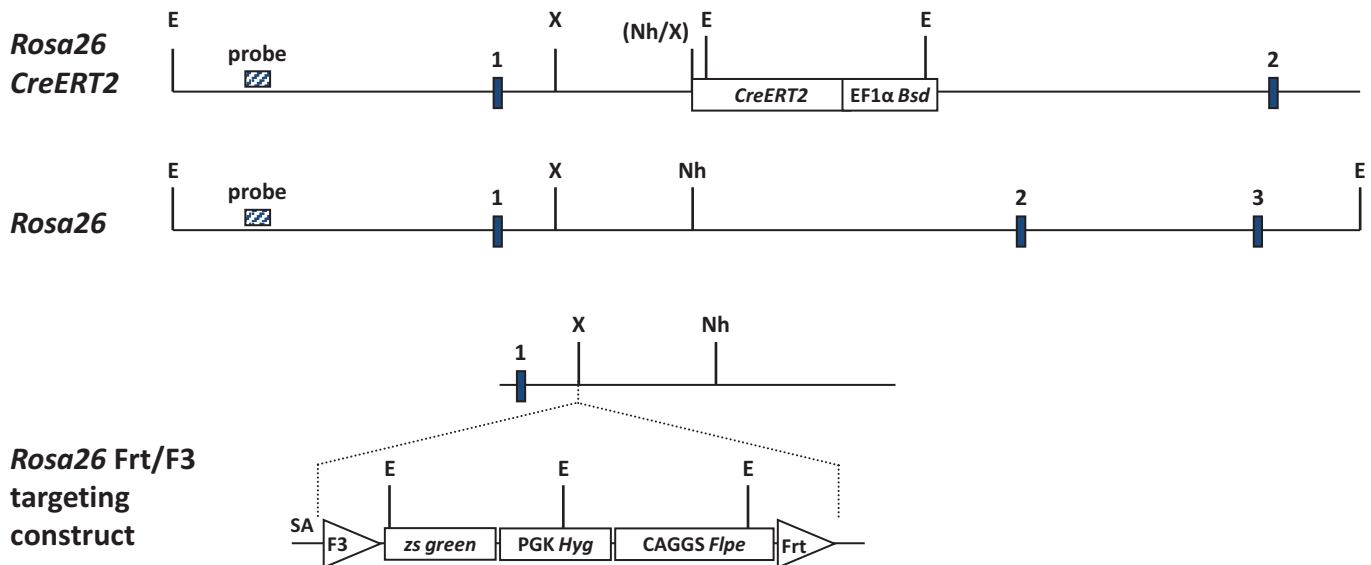 E X (Nh/X) E E
Rosa26
CreERT2
probe 1 2
CreERT2 EF1α Bsd
E X Nh E
Rosa26
probe 1 2 3
X Nh
1
Rosa26 Frt/F3
targeting
construct
E E E
SA F3 zs green PGK Hyg CAGGS Flpe Frt